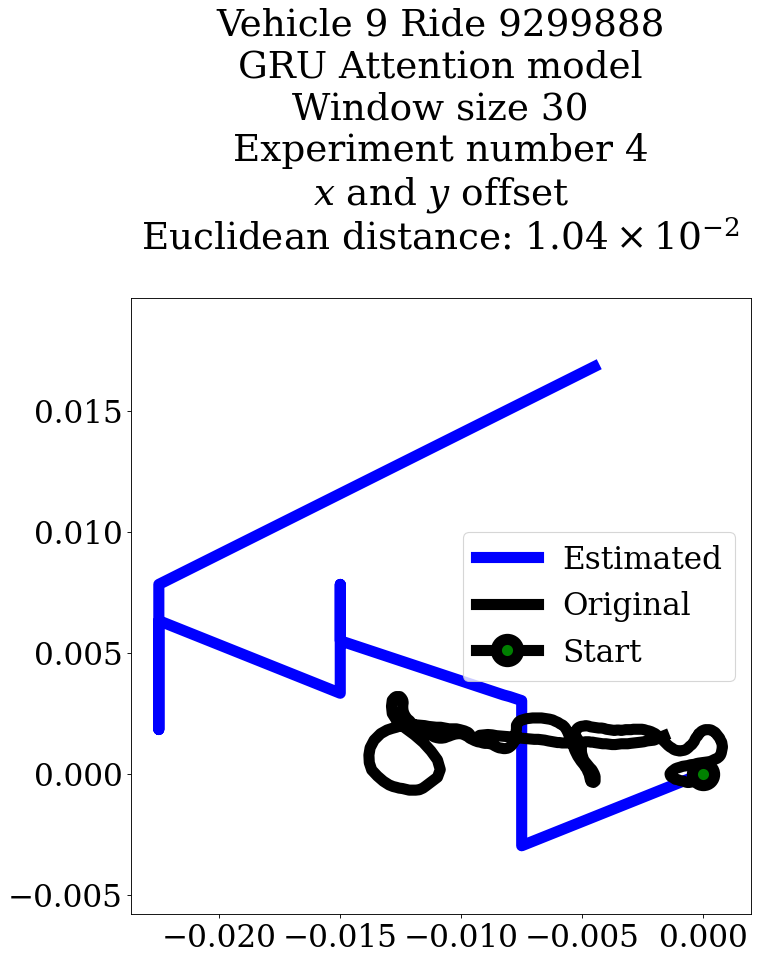 Vehicle 9 Ride 9299888
GRU Attention model
Window size 30
Experiment number 4
x and y offset
Euclidean distance: 1.04 × 10⁻²
0.015
0.010
0.005
0.000
−0.005
Estimated
Original
Start
−0.020 −0.015 −0.010 −0.005 0.000